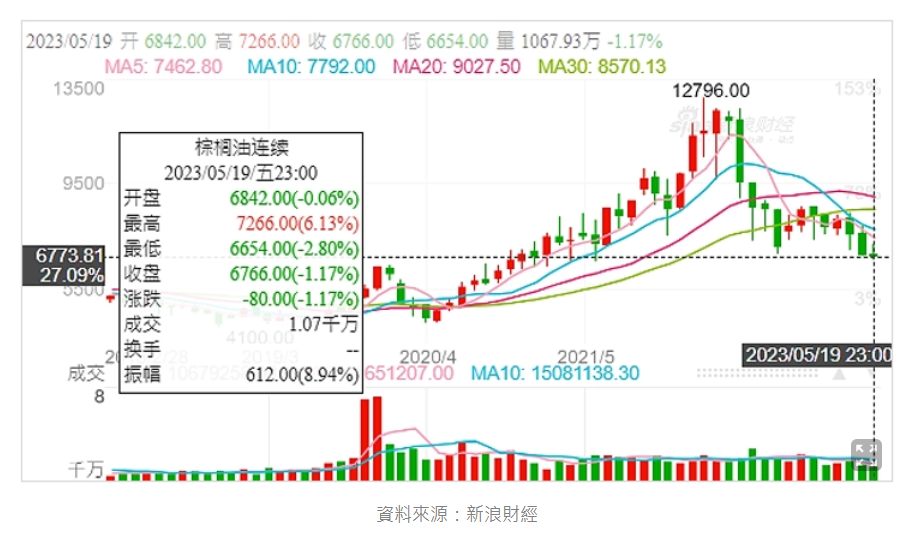 2023/05/19 开 6842.00 高 7266.00 收 6766.00 低 6654.00 量 1067.93万 -1.17%
MA5: 7462.80 MA10: 7792.00 MA20: 9027.50 MA30: 8570.13
13500
12796.00
153%
浪财经
棕榈油连续
2023/05/19/五23:00
开盘 6842.00(-0.06%)
最高 7266.00(6.13%)
最低 6654.00(-2.80%)
收盘 6766.00(-1.17%)
涨跌 -80.00(-1.17%)
成交 1.07千万
换手 --
振幅 612.00(8.94%)
9500
6773.81
27.09%
5500
3%
4100.00
2019/3
2020/4
2021/5
2023/05/19 23:00
成交
651207.00
MA10: 15081138.30
8
千万
資料來源：新浪財經